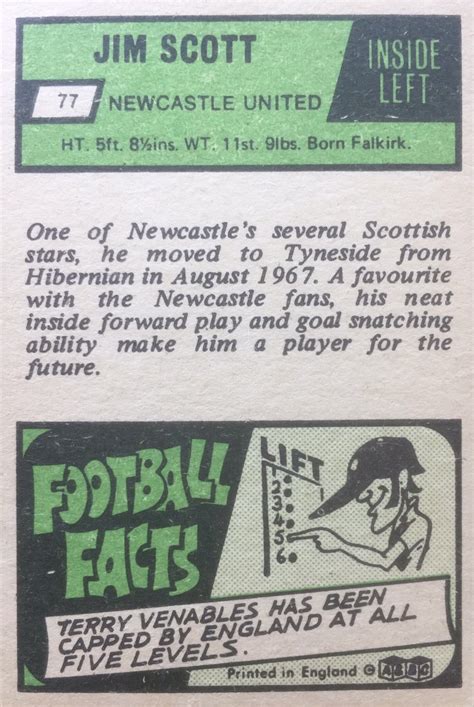 JIM SCOTT
INSIDE
LEFT
77
NEWCASTLE UNITED
HT. 5ft. 8½ins. WT. 11st. 9lbs. Born Falkirk.
One of Newcastle's several Scottish
stars, he moved to Tyneside from
Hibernian in August 1967. A favourite
with the Newcastle fans, his neat
inside forward play and goal snatching
ability make him a player for the
future.
FOOTBALL
FACTS
LIFT
1
2
3
4
5
6
TERRY VENABLES HAS BEEN
CAPPED BY ENGLAND AT ALL
FIVE LEVELS.
Printed in England © A&BC